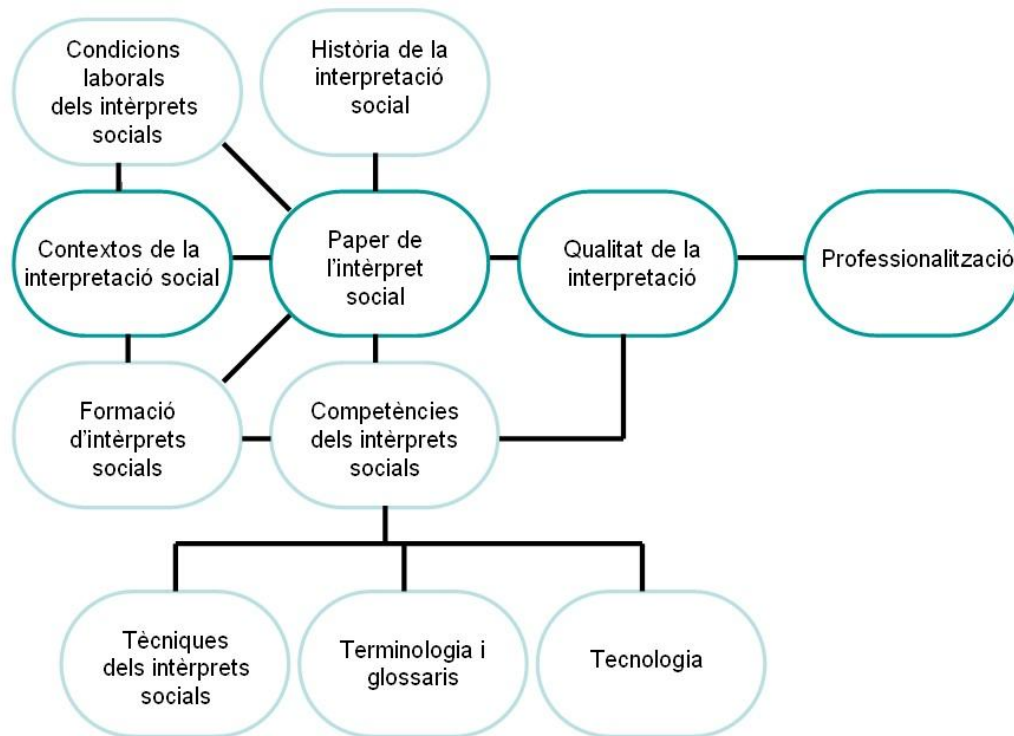 Condicions
laborals
dels intèrprets
socials
Història de la
interpretació
social
Contextos de la
interpretació social
Paper de
l'intèrpret
social
Qualitat de la
interpretació
Professionalització
Formació
d'intèrprets
socials
Competències
dels intèrprets
socials
Tècniques
dels intèrprets
socials
Terminologia i
glossaris
Tecnologia